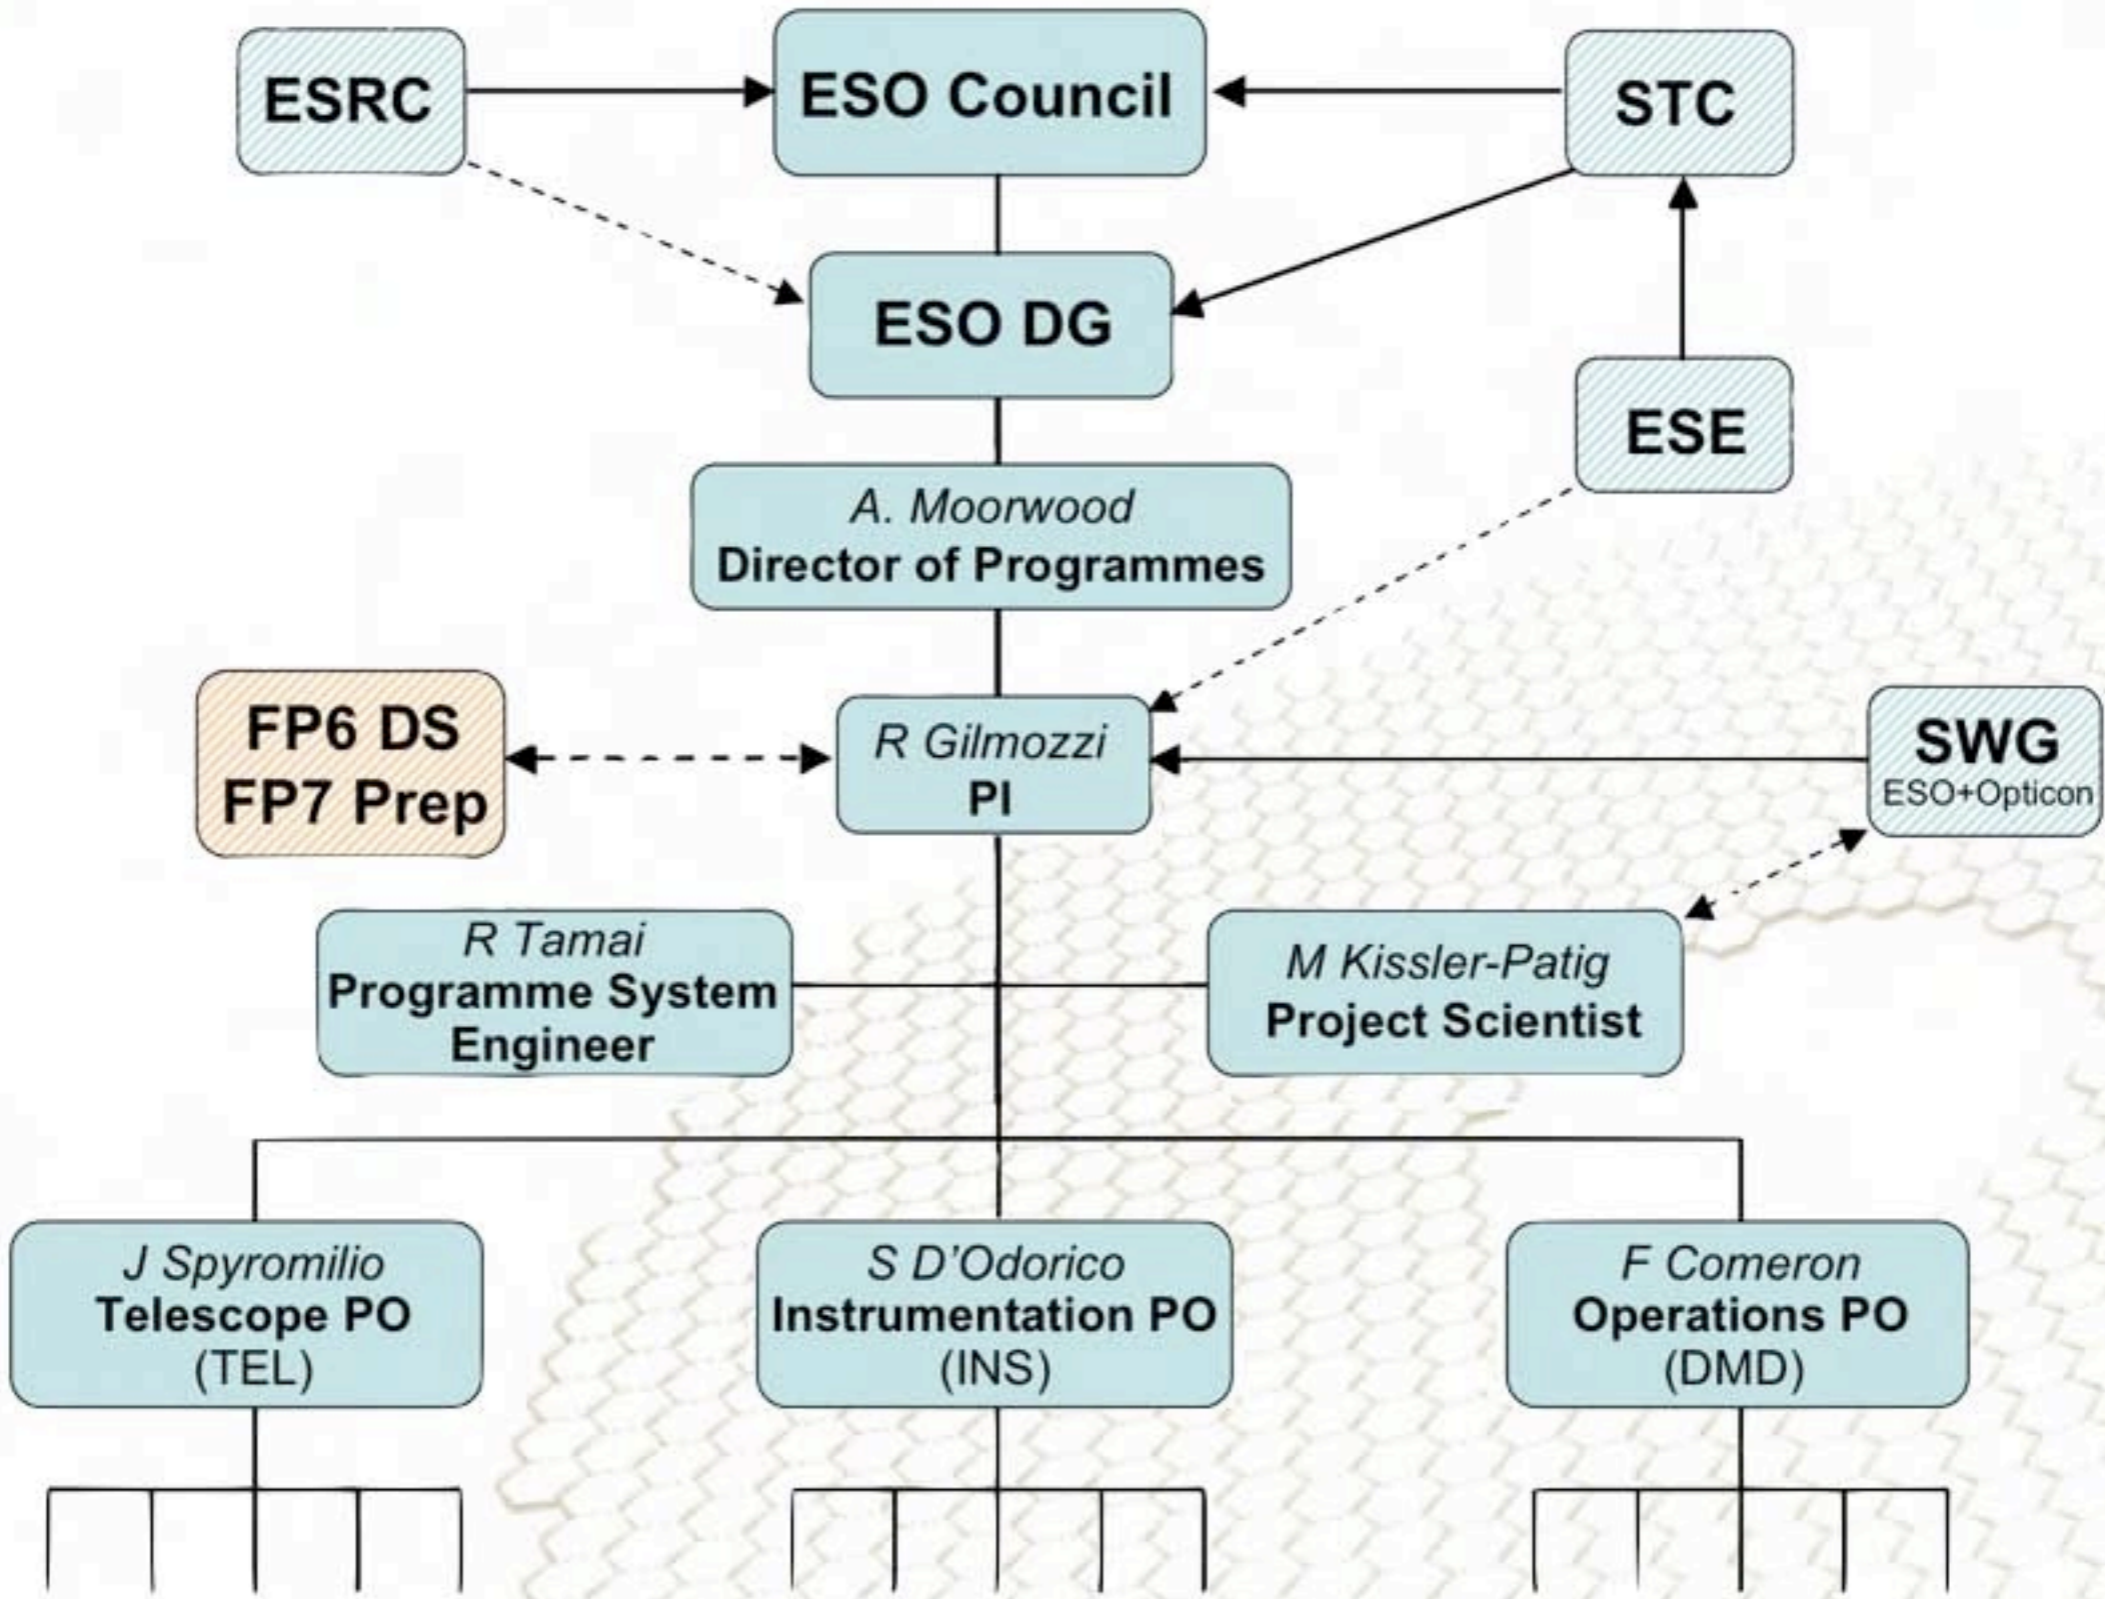 ESRC
ESO Council
STC
ESO DG
ESE
A. Moorwood
Director of Programmes
FP6 DS
FP7 Prep
R Gilmozzi
PI
SWG
ESO+Opticon
R Tamai
Programme System
Engineer
M Kissler-Patig
Project Scientist
J Spyromilio
Telescope PO
(TEL)
S D'Odorico
Instrumentation PO
(INS)
F Comeron
Operations PO
(DMD)